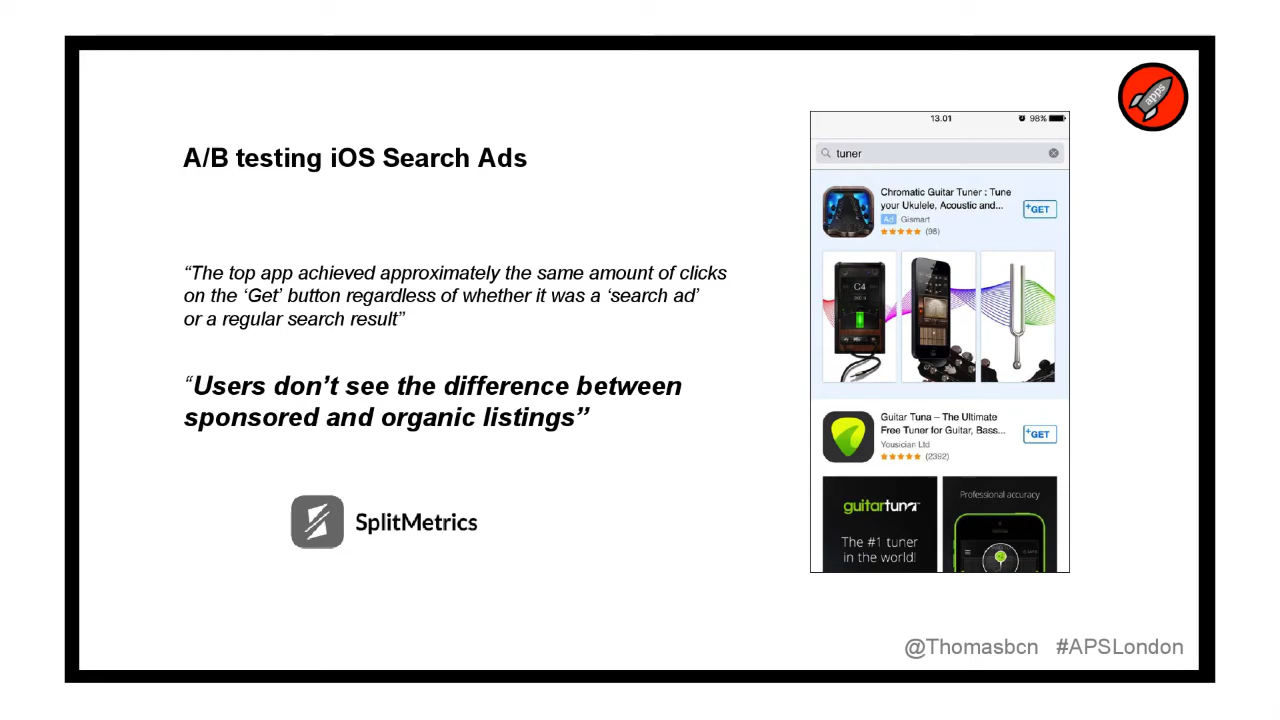 apps
A/B testing iOS Search Ads
“The top app achieved approximately the same amount of clicks
on the ‘Get’ button regardless of whether it was a ‘search ad’
or a regular search result”
“Users don’t see the difference between
sponsored and organic listings”
SplitMetrics
13.01
98%
tuner
Chromatic Guitar Tuner : Tune
your Ukulele, Acoustic and...
+GET
Ad Gismart
(98)
C4
Guitar Tuna – The Ultimate
Free Tuner for Guitar, Bass...
+GET
Yousician Ltd
(2392)
guitartuna
The #1 tuner
in the world!
Professional accuracy
@Thomasbcn #APSLondon